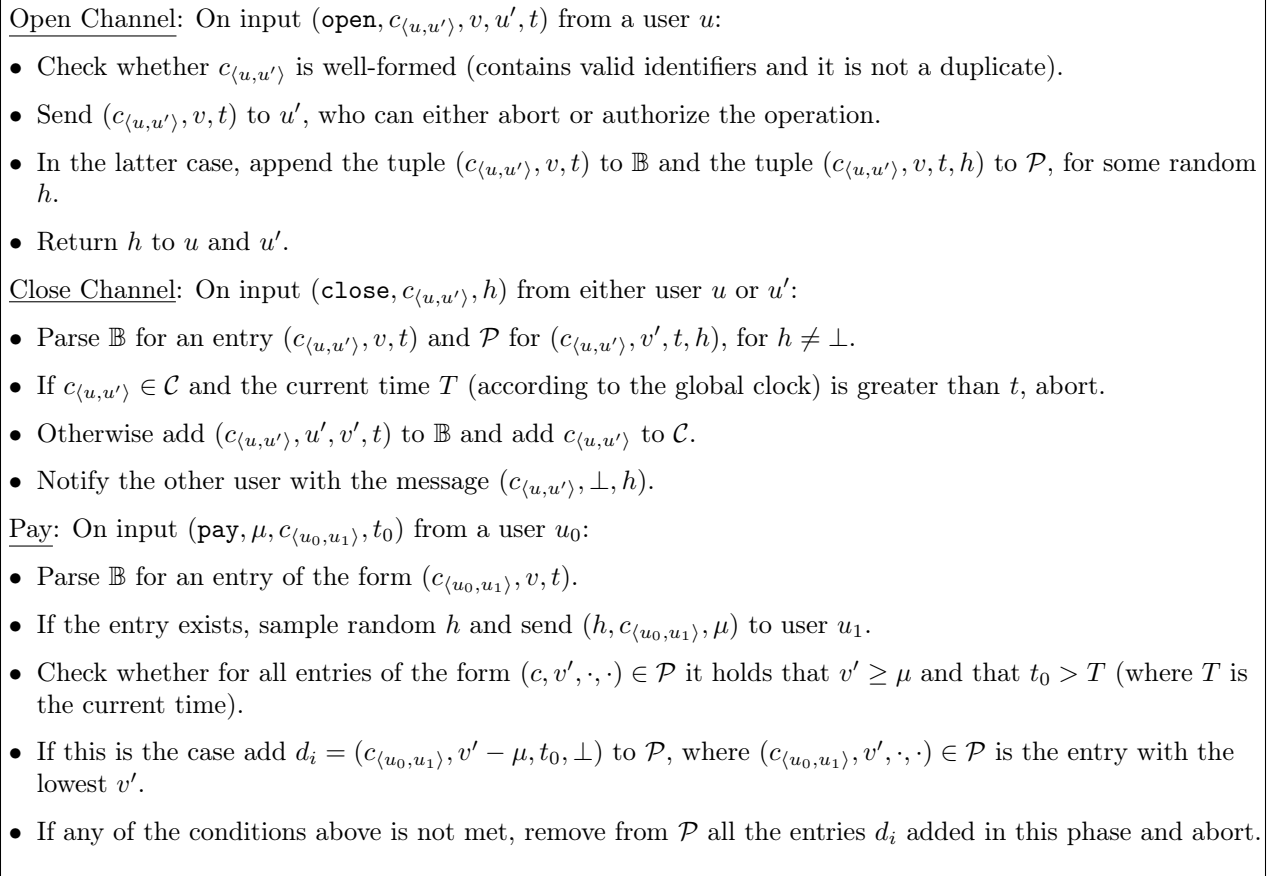 Open Channel: On input (open, c⟨u,u′⟩, v, u′, t) from a user u:
• Check whether c⟨u,u′⟩ is well-formed (contains valid identifiers and it is not a duplicate).
• Send (c⟨u,u′⟩, v, t) to u′, who can either abort or authorize the operation.
• In the latter case, append the tuple (c⟨u,u′⟩, v, t) to 𝔹 and the tuple (c⟨u,u′⟩, v, t, h) to 𝒫, for some random
h.
• Return h to u and u′.
Close Channel: On input (close, c⟨u,u′⟩, h) from either user u or u′:
• Parse 𝔹 for an entry (c⟨u,u′⟩, v, t) and 𝒫 for (c⟨u,u′⟩, v′, t, h), for h ≠ ⊥.
• If c⟨u,u′⟩ ∈ 𝒞 and the current time T (according to the global clock) is greater than t, abort.
• Otherwise add (c⟨u,u′⟩, u′, v′, t) to 𝔹 and add c⟨u,u′⟩ to 𝒞.
• Notify the other user with the message (c⟨u,u′⟩, ⊥, h).
Pay: On input (pay, μ, c⟨u₀,u₁⟩, t₀) from a user u₀:
• Parse 𝔹 for an entry of the form (c⟨u₀,u₁⟩, v, t).
• If the entry exists, sample random h and send (h, c⟨u₀,u₁⟩, μ) to user u₁.
• Check whether for all entries of the form (c, v′, ·, ·) ∈ 𝒫 it holds that v′ ≥ μ and that t₀ > T (where T is
the current time).
• If this is the case add dᵢ = (c⟨u₀,u₁⟩, v′ − μ, t₀, ⊥) to 𝒫, where (c⟨u₀,u₁⟩, v′, ·, ·) ∈ 𝒫 is the entry with the
lowest v′.
• If any of the conditions above is not met, remove from 𝒫 all the entries dᵢ added in this phase and abort.